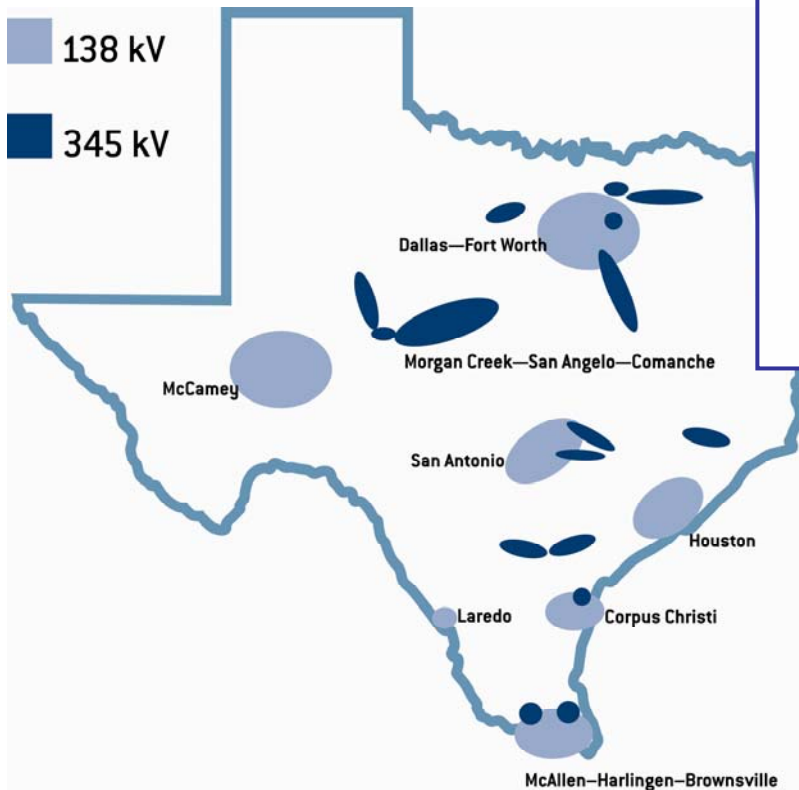 138 kV
345 kV
Dallas—Fort Worth
Morgan Creek—San Angelo—Comanche
McCamey
San Antonio
Houston
Laredo
Corpus Christi
McAllen—Harlingen—Brownsville